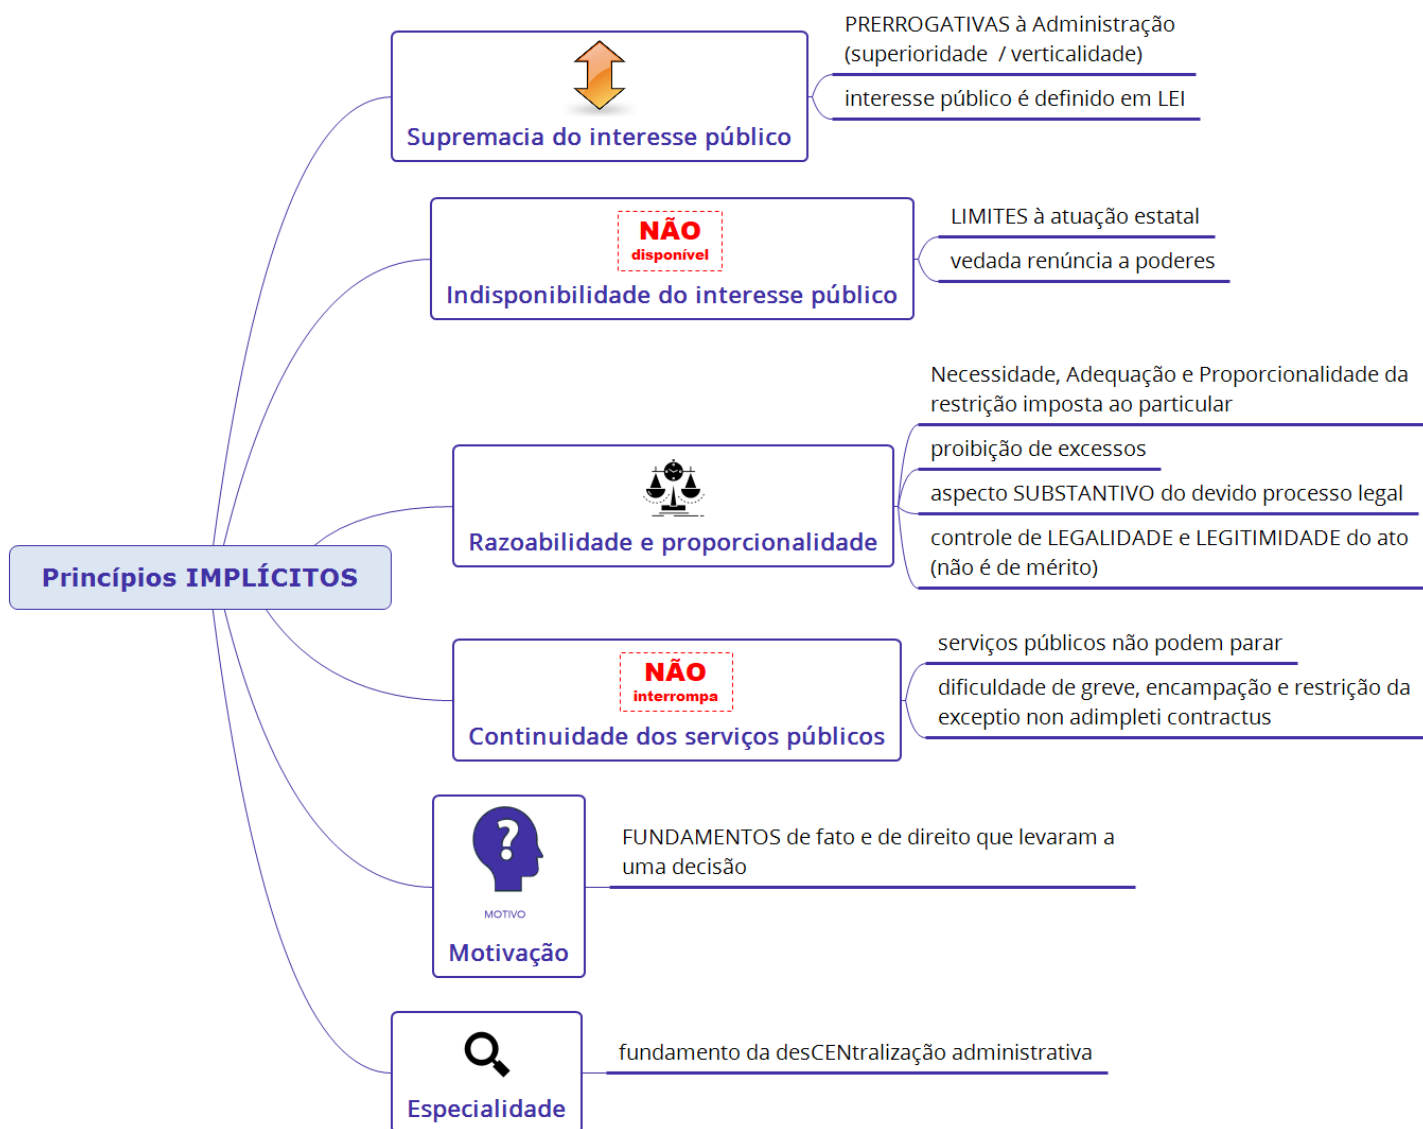 Princípios IMPLÍCITOS
Supremacia do interesse público
PRERROGATIVAS à Administração
(superioridade / verticalidade)
interesse público é definido em LEI
NÃO
disponível
Indisponibilidade do interesse público
LIMITES à atuação estatal
vedada renúncia a poderes
Razoabilidade e proporcionalidade
Necessidade, Adequação e Proporcionalidade da
restrição imposta ao particular
proibição de excessos
aspecto SUBSTANTIVO do devido processo legal
controle de LEGALIDADE e LEGITIMIDADE do ato
(não é de mérito)
NÃO
interrompa
Continuidade dos serviços públicos
serviços públicos não podem parar
dificuldade de greve, encampação e restrição da
exceptio non adimpleti contractus
?
MOTIVO
Motivação
FUNDAMENTOS de fato e de direito que levaram a
uma decisão
Especialidade
fundamento da desCENtralização administrativa